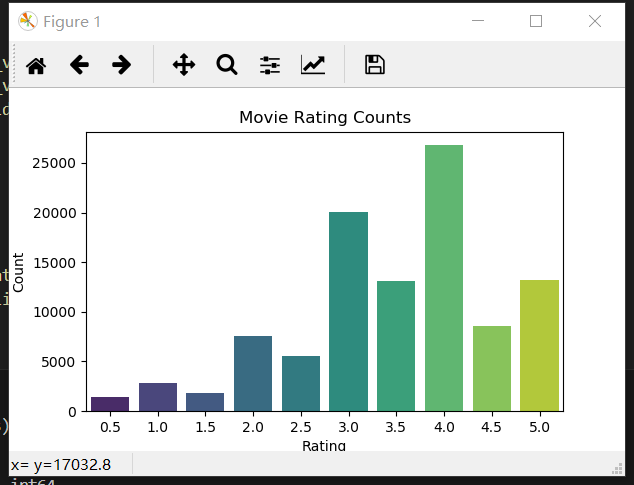 Figure 1
Movie Rating Counts
25000
20000
15000
10000
5000
0
Count
0.5 1.0 1.5 2.0 2.5 3.0 3.5 4.0 4.5 5.0
Rating
x= y=17032.8
int64